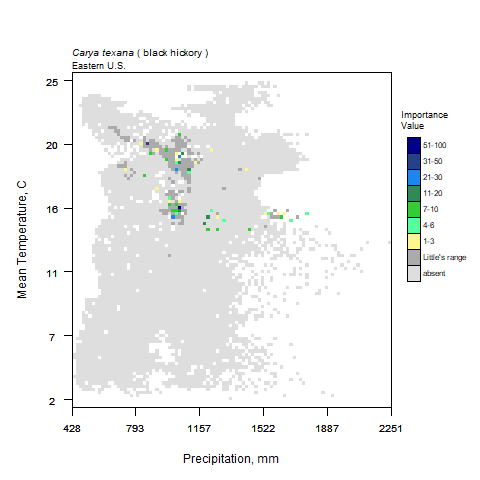 Carya texana ( black hickory )
Eastern U.S.
Importance
Value
51-100
31-50
21-30
11-20
7-10
4-6
1-3
Little's range
absent
25
20
16
11
7
2
Mean Temperature, C
428 793 1157 1522 1887 2251
Precipitation, mm